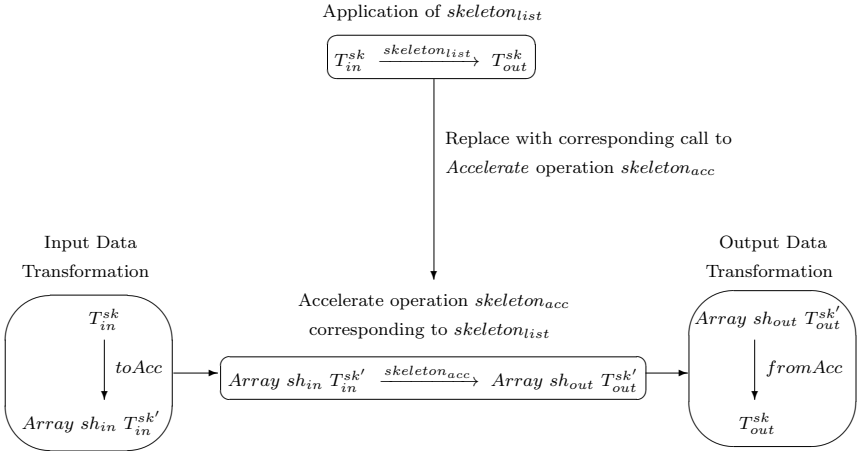 Application of skeleton_list
T_in^sk skeleton_list T_out^sk
Replace with corresponding call to
Accelerate operation skeleton_acc
Input Data
Transformation
T_in^sk
toAcc
Array sh_in T_in^sk'
Accelerate operation skeleton_acc
corresponding to skeleton_list
Array sh_in T_in^sk' skeleton_acc Array sh_out T_out^sk'
Output Data
Transformation
Array sh_out T_out^sk'
fromAcc
T_out^sk